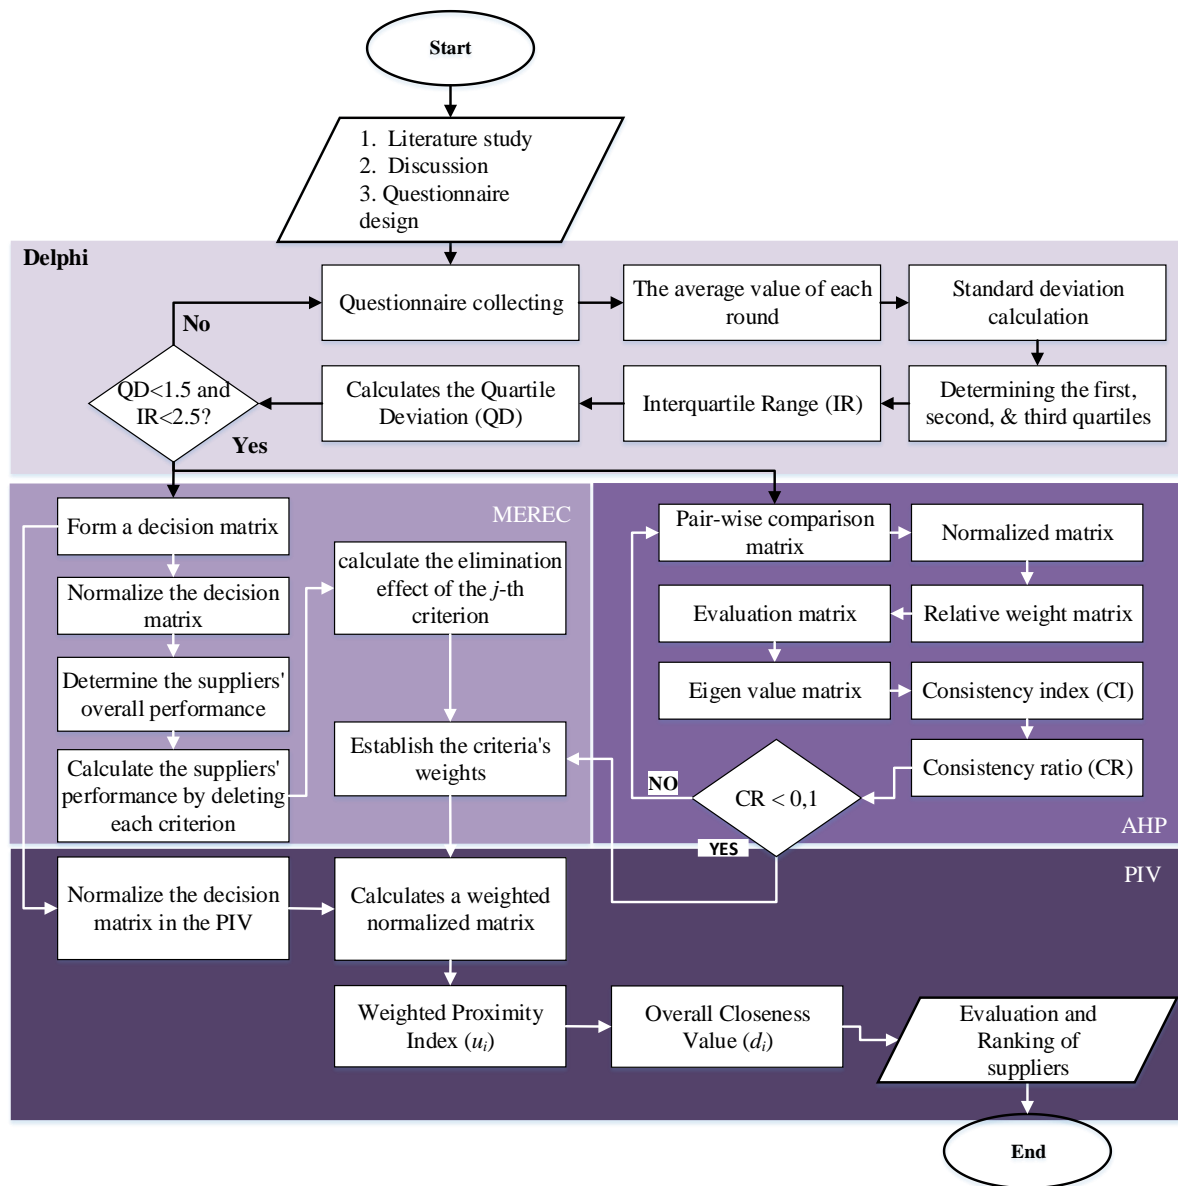 Start
1. Literature study
2. Discussion
3. Questionnaire
design
Delphi
Questionnaire collecting
The average value of each
round
Standard deviation
calculation
No
QD<1.5 and
IR<2.5?
Calculates the Quartile
Deviation (QD)
Interquartile Range (IR)
Determining the first,
second, & third quartiles
Yes
MEREC
Form a decision matrix
Normalize the decision
matrix
Determine the suppliers'
overall performance
Calculate the suppliers'
performance by deleting
each criterion
calculate the elimination
effect of the j-th
criterion
Establish the criteria's
weights
Pair-wise comparison
matrix
Normalized matrix
Evaluation matrix
Relative weight matrix
Eigen value matrix
Consistency index (CI)
Consistency ratio (CR)
NO
CR < 0,1
YES
AHP
PIV
Normalize the decision
matrix in the PIV
Calculates a weighted
normalized matrix
Weighted Proximity
Index (ui)
Overall Closeness
Value (di)
Evaluation and
Ranking of
suppliers
End